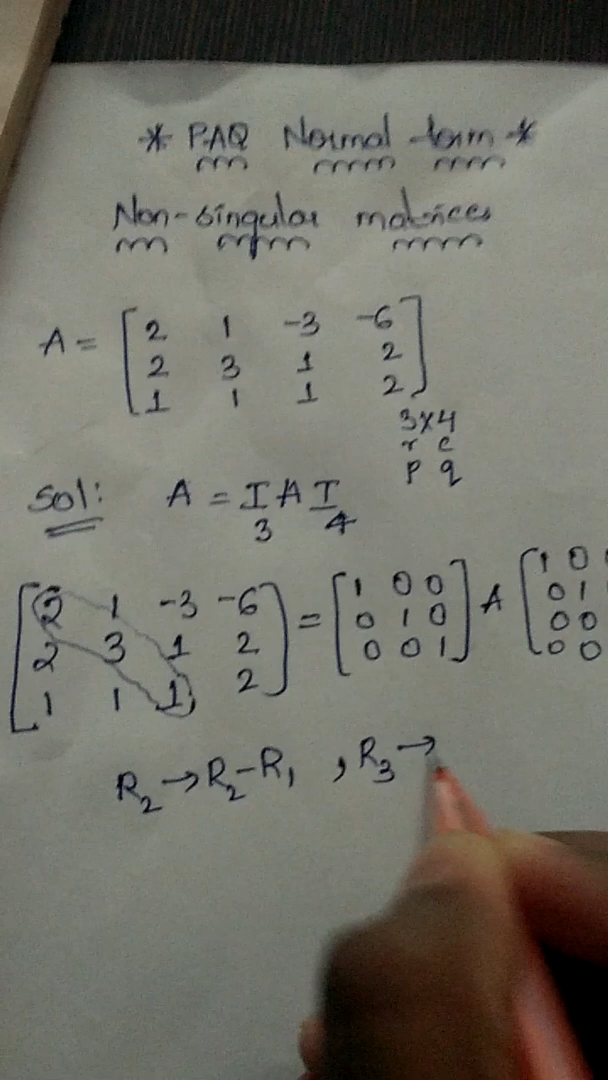 * PAQ Normal form *
Non-singular matrices
A = [2 1 -3 -6
2 3 1 2
1 1 1 2]
3x4
r c
p q
Sol: A = I₃ A I₄
[2 1 -3 -6 ] = [1 0 0 ] A [1 0
2 3 1 2 0 1 0 0 1
1 1 1 2 0 0 1 0 0
0 0
R₂ → R₂-R₁ , R₃ →